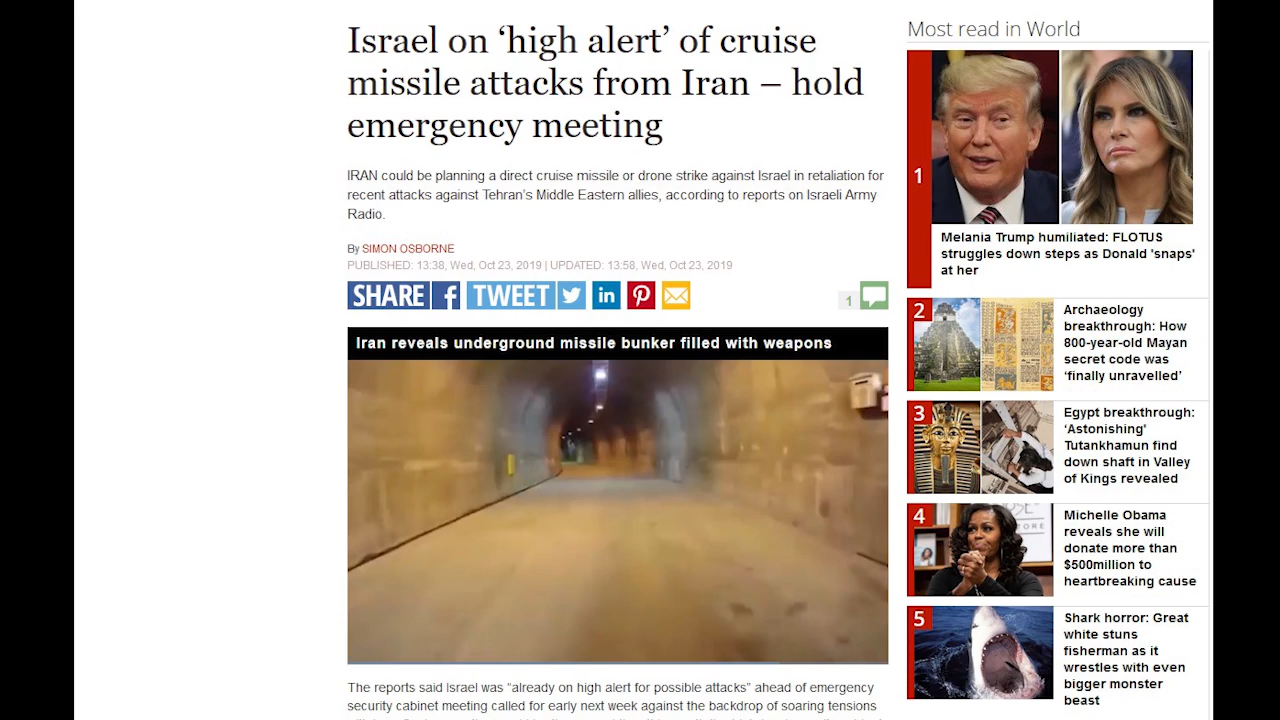 Israel on ‘high alert’ of cruise
missile attacks from Iran – hold
emergency meeting
IRAN could be planning a direct cruise missile or drone strike against Israel in retaliation for
recent attacks against Tehran's Middle Eastern allies, according to reports on Israeli Army
Radio.
By SIMON OSBORNE
PUBLISHED: 13:38, Wed, Oct 23, 2019 | UPDATED: 13:58, Wed, Oct 23, 2019
SHARE f TWEET in
1
Iran reveals underground missile bunker filled with weapons
The reports said Israel was “already on high alert for possible attacks” ahead of emergency
security cabinet meeting called for early next week against the backdrop of soaring tensions
Most read in World
1
Melania Trump humiliated: FLOTUS
struggles down steps as Donald 'snaps'
at her
2
Archaeology
breakthrough: How
800-year-old Mayan
secret code was
‘finally unravelled’
3
Egypt breakthrough:
‘Astonishing'
Tutankhamun find
down shaft in Valley
of Kings revealed
4
Michelle Obama
reveals she will
donate more than
$500million to
heartbreaking cause
5
Shark horror: Great
white stuns
fisherman as it
wrestles with even
bigger monster
beast